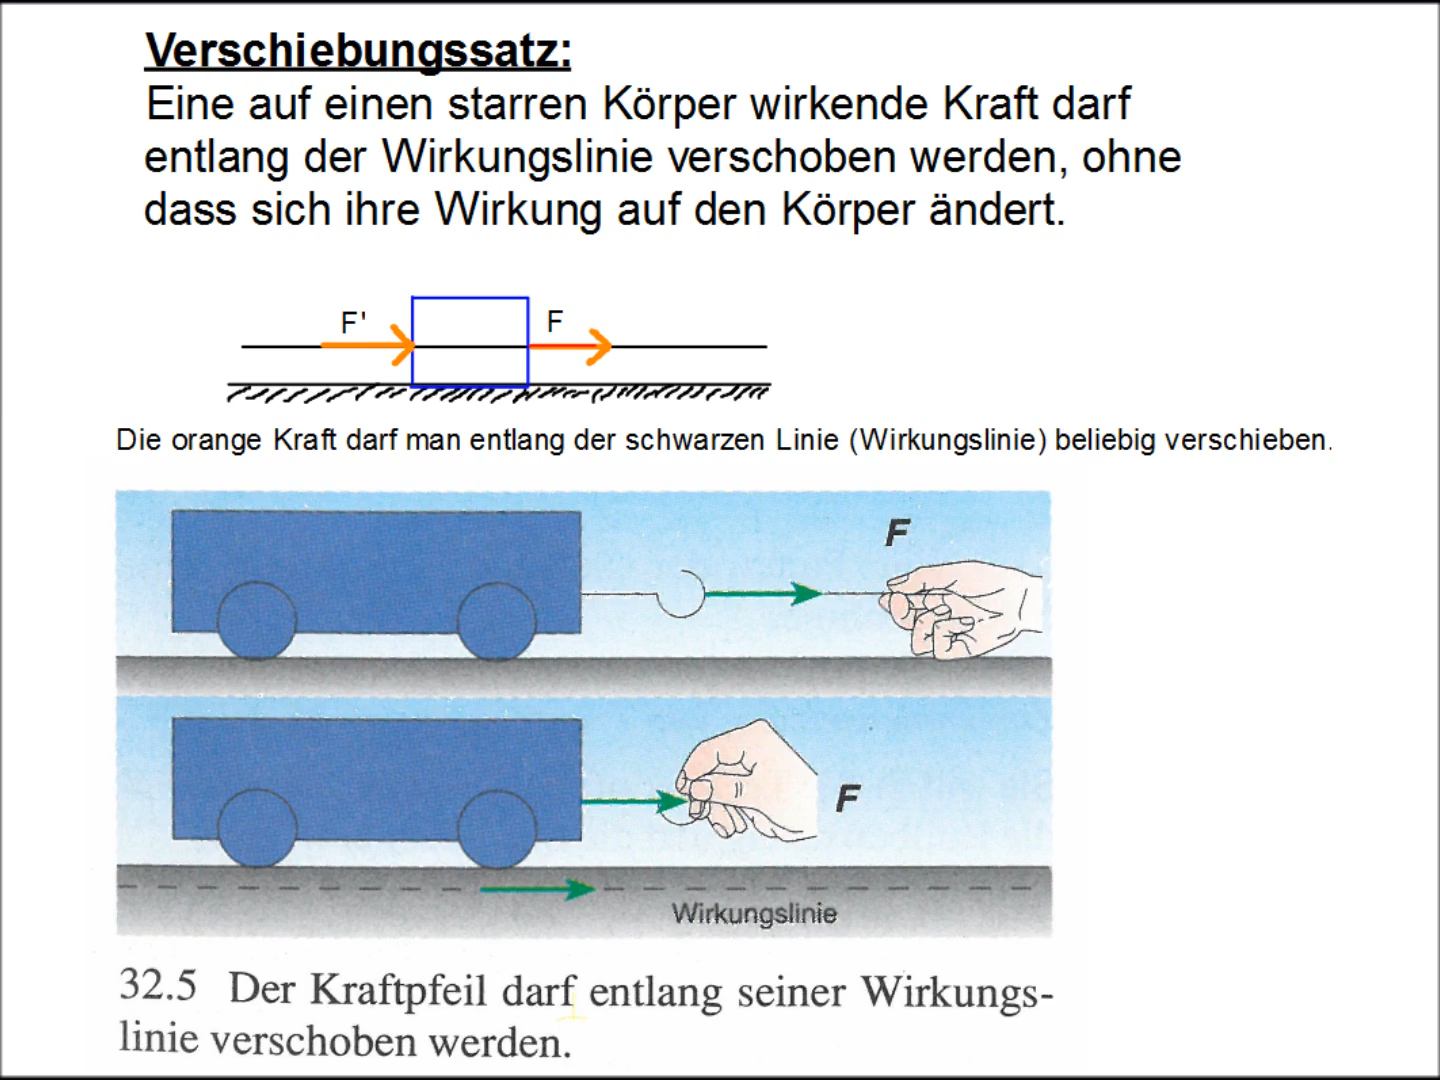 Verschiebungssatz:
Eine auf einen starren Körper wirkende Kraft darf
entlang der Wirkungslinie verschoben werden, ohne
dass sich ihre Wirkung auf den Körper ändert.
F' F
Die orange Kraft darf man entlang der schwarzen Linie (Wirkungslinie) beliebig verschieben.
F
F
Wirkungslinie
32.5 Der Kraftpfeil darf entlang seiner Wirkungs-
linie verschoben werden.